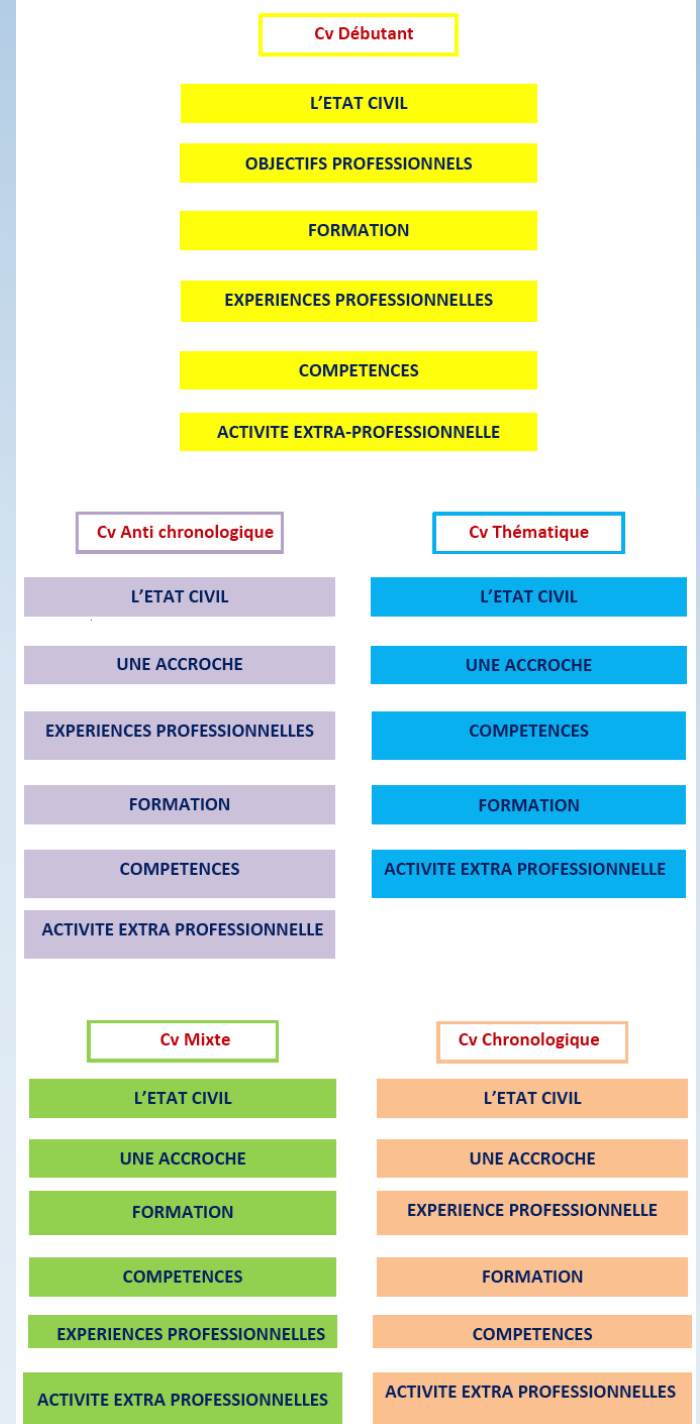 Cv Débutant
L’ETAT CIVIL
OBJECTIFS PROFESSIONNELS
FORMATION
EXPERIENCES PROFESSIONNELLES
COMPETENCES
ACTIVITE EXTRA-PROFESSIONNELLE
Cv Anti chronologique
L’ETAT CIVIL
UNE ACCROCHE
EXPERIENCES PROFESSIONNELLES
FORMATION
COMPETENCES
ACTIVITE EXTRA PROFESSIONNELLE
Cv Thématique
L’ETAT CIVIL
UNE ACCROCHE
COMPETENCES
FORMATION
ACTIVITE EXTRA PROFESSIONNELLE
Cv Mixte
L’ETAT CIVIL
UNE ACCROCHE
FORMATION
COMPETENCES
EXPERIENCES PROFESSIONNELLES
ACTIVITE EXTRA PROFESSIONNELLES
Cv Chronologique
L’ETAT CIVIL
UNE ACCROCHE
EXPERIENCE PROFESSIONNELLE
FORMATION
COMPETENCES
ACTIVITE EXTRA PROFESSIONNELLES